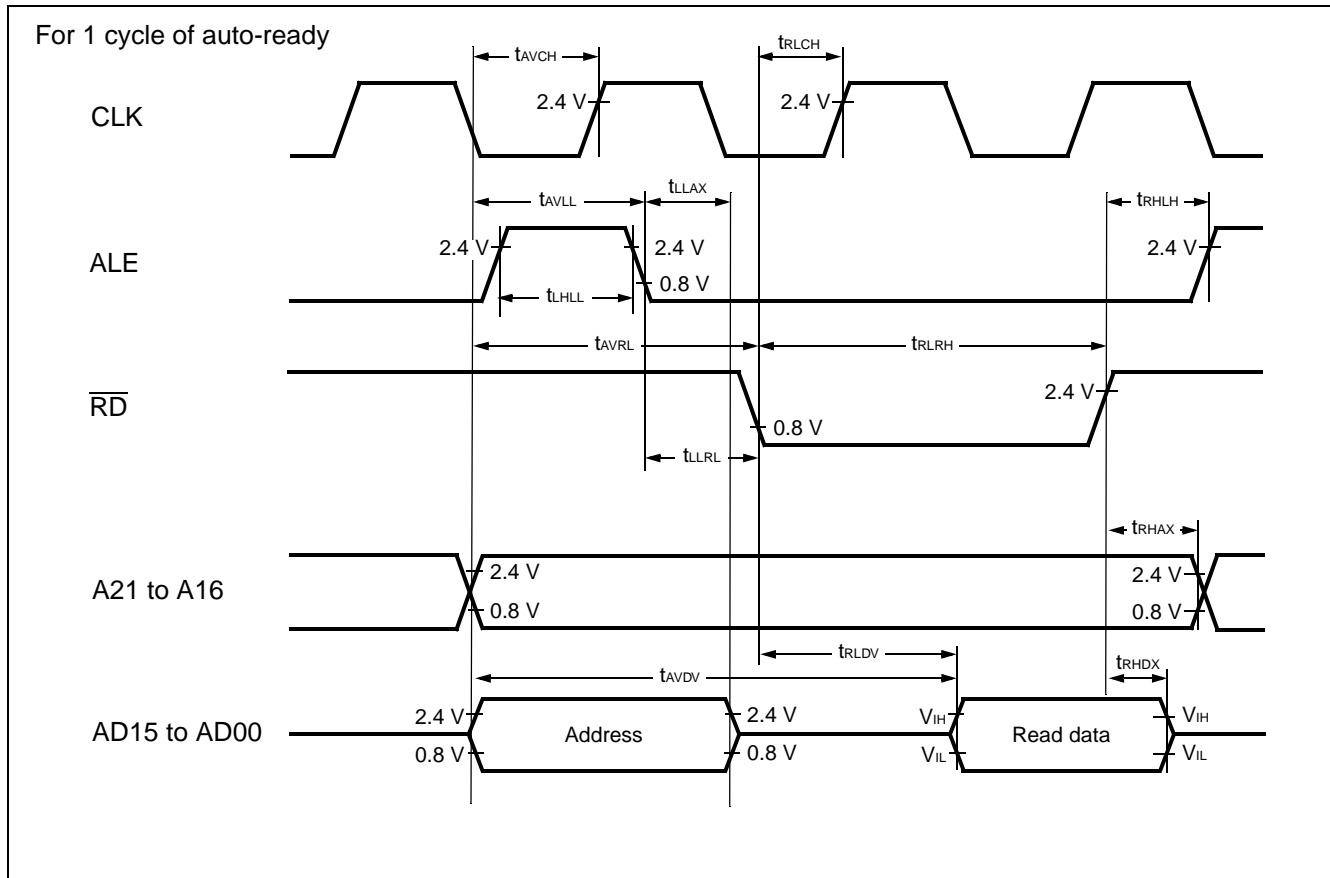 For 1 cycle of auto-ready
tAVCH
tRLCH
2.4 V
2.4 V
CLK
tAVLL
tLLAX
tRHLH
2.4 V
2.4 V
2.4 V
ALE
0.8 V
tLHLL
tAVRL
tRLRH
RD
2.4 V
0.8 V
tLLRL
tRHAX
2.4 V
2.4 V
A21 to A16
0.8 V
0.8 V
tRLDV
tAVDV
tRHDX
2.4 V
2.4 V
VIH
VIH
AD15 to AD00
Address
Read data
0.8 V
0.8 V
VIL
VIL